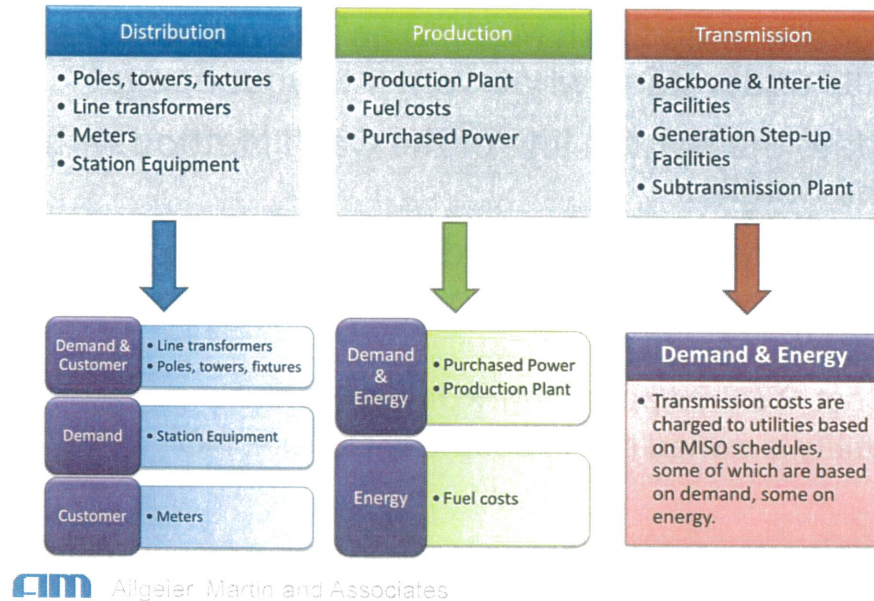 Distribution
• Poles, towers, fixtures
• Line transformers
• Meters
• Station Equipment
Production
• Production Plant
• Fuel costs
• Purchased Power
Transmission
• Backbone & Inter-tie
Facilities
• Generation Step-up
Facilities
• Subtransmission Plant
Demand &
Customer
• Line transformers
• Poles, towers, fixtures
Demand
• Station Equipment
Customer
• Meters
Demand
&
Energy
• Purchased Power
• Production Plant
Energy
• Fuel costs
Demand & Energy
• Transmission costs are
charged to utilities based
on MISO schedules,
some of which are based
on demand, some on
energy.
AM Allgeier, Martin and Associates